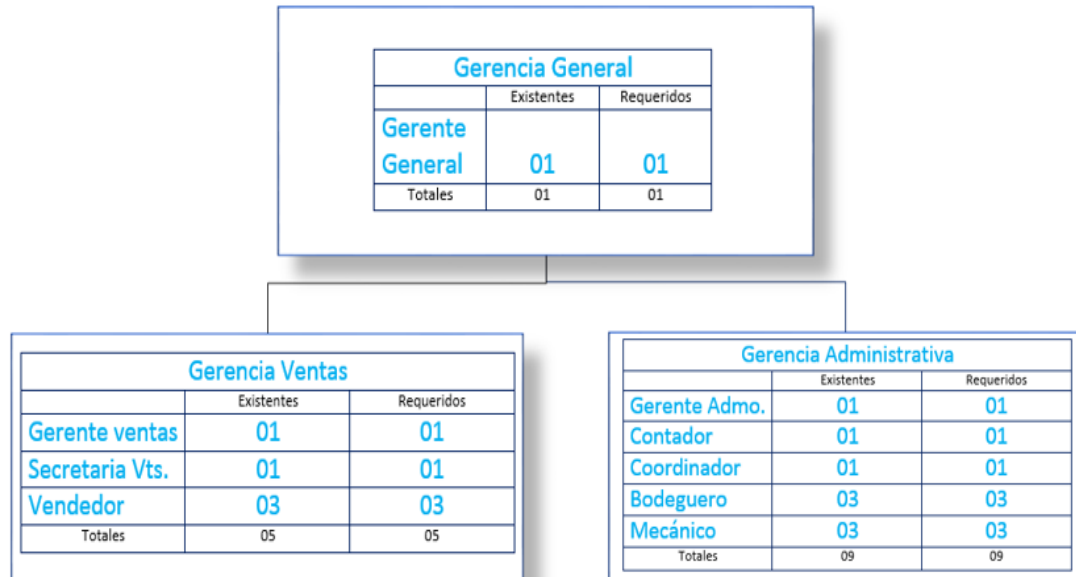 Gerencia General
Existentes Requeridos
Gerente
General 01 01
Totales 01 01
Gerencia Ventas
Existentes Requeridos
Gerente ventas 01 01
Secretaria Vts. 01 01
Vendedor 03 03
Totales 05 05
Gerencia Administrativa
Existentes Requeridos
Gerente Admo. 01 01
Contador 01 01
Coordinador 01 01
Bodeguero 03 03
Mecánico 03 03
Totales 09 09